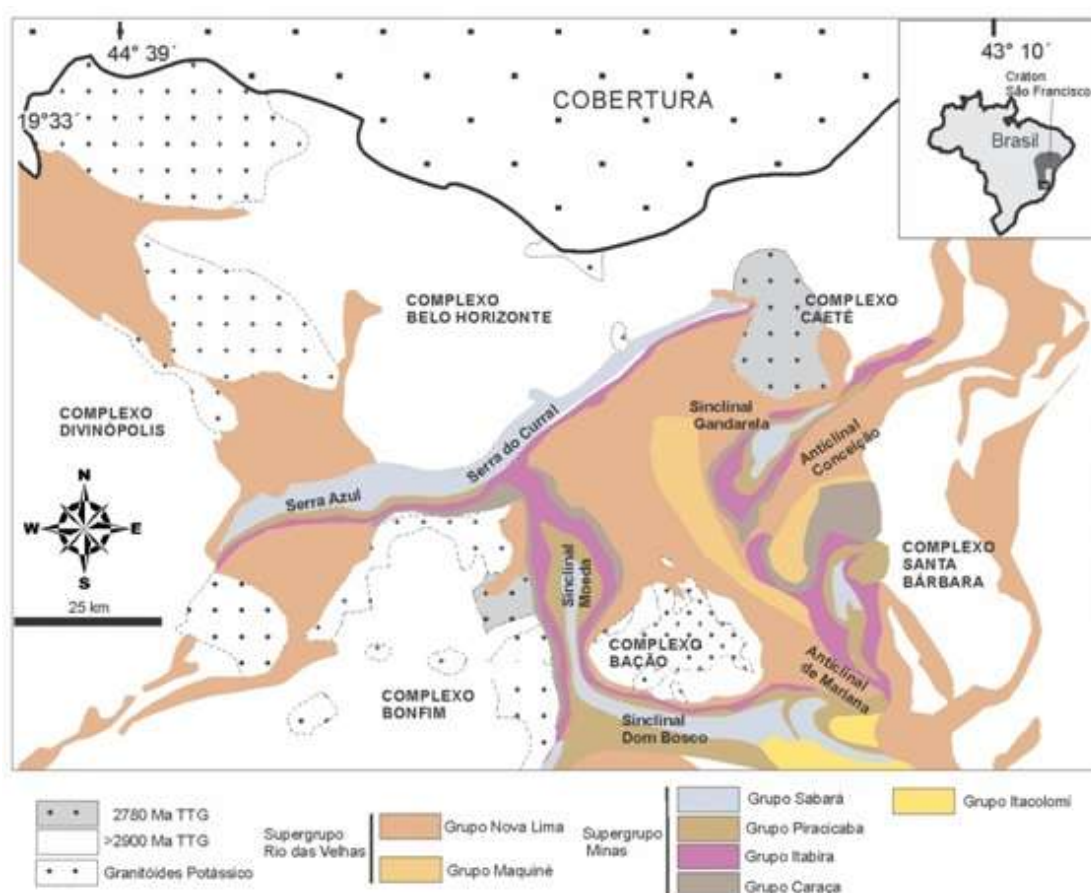 44° 39´
43° 10´
Cráton
São Francisco
Brasil
19°33´
COBERTURA
COMPLEXO
BELO HORIZONTE
COMPLEXO
CAETÉ
COMPLEXO
DIVINÓPOLIS
Sinclinal
Gandarela
Anticlinal
Conceição
Serra do Curral
Serra Azul
N
W
E
S
25 km
Sinclinal
Moeda
COMPLEXO
SANTA
BÁRBARA
COMPLEXO
BAÇÃO
COMPLEXO
BONFIM
Anticlinal
de Mariana
Sinclinal
Dom Bosco
2780 Ma TTG
>2900 Ma TTG
Granitóides Potássico
Supergrupo
Rio das Velhas
Grupo Nova Lima
Grupo Maquiné
Supergrupo
Minas
Grupo Sabará
Grupo Piracicaba
Grupo Itabira
Grupo Caraça
Grupo Itacolomí